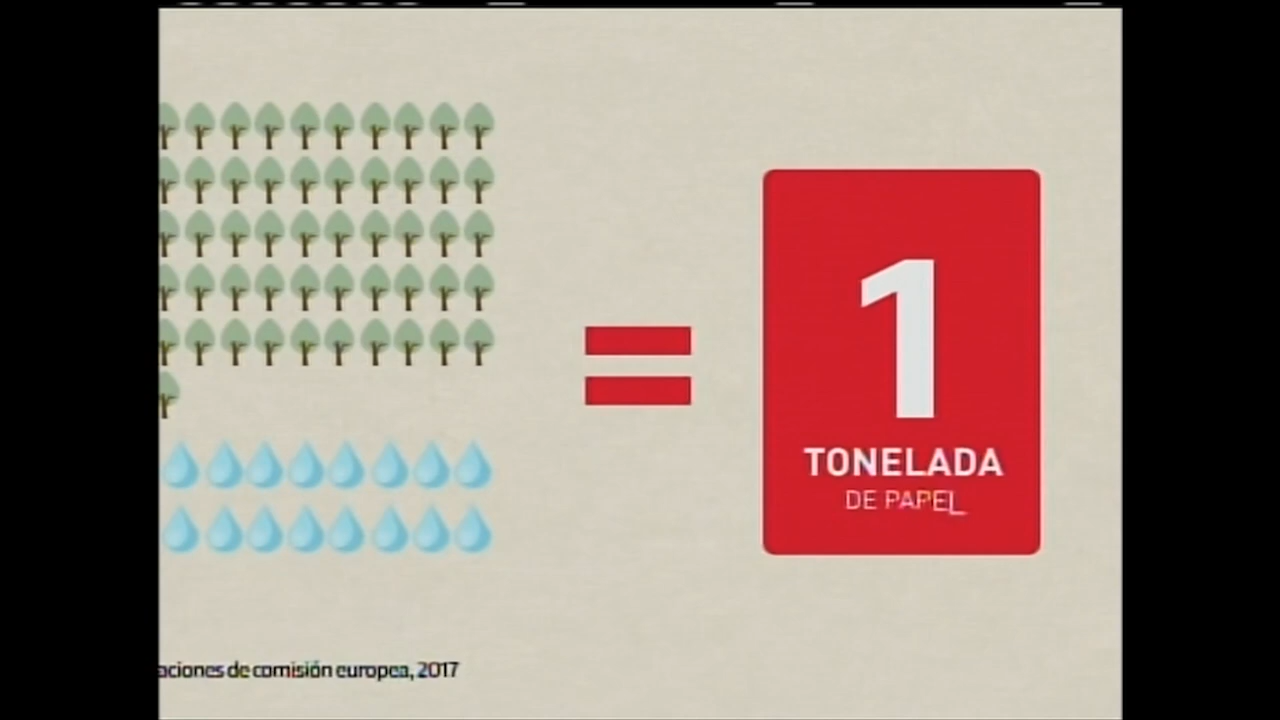 =
1
TONELADA
DE PAPEL
aciones de comisión europea, 2017